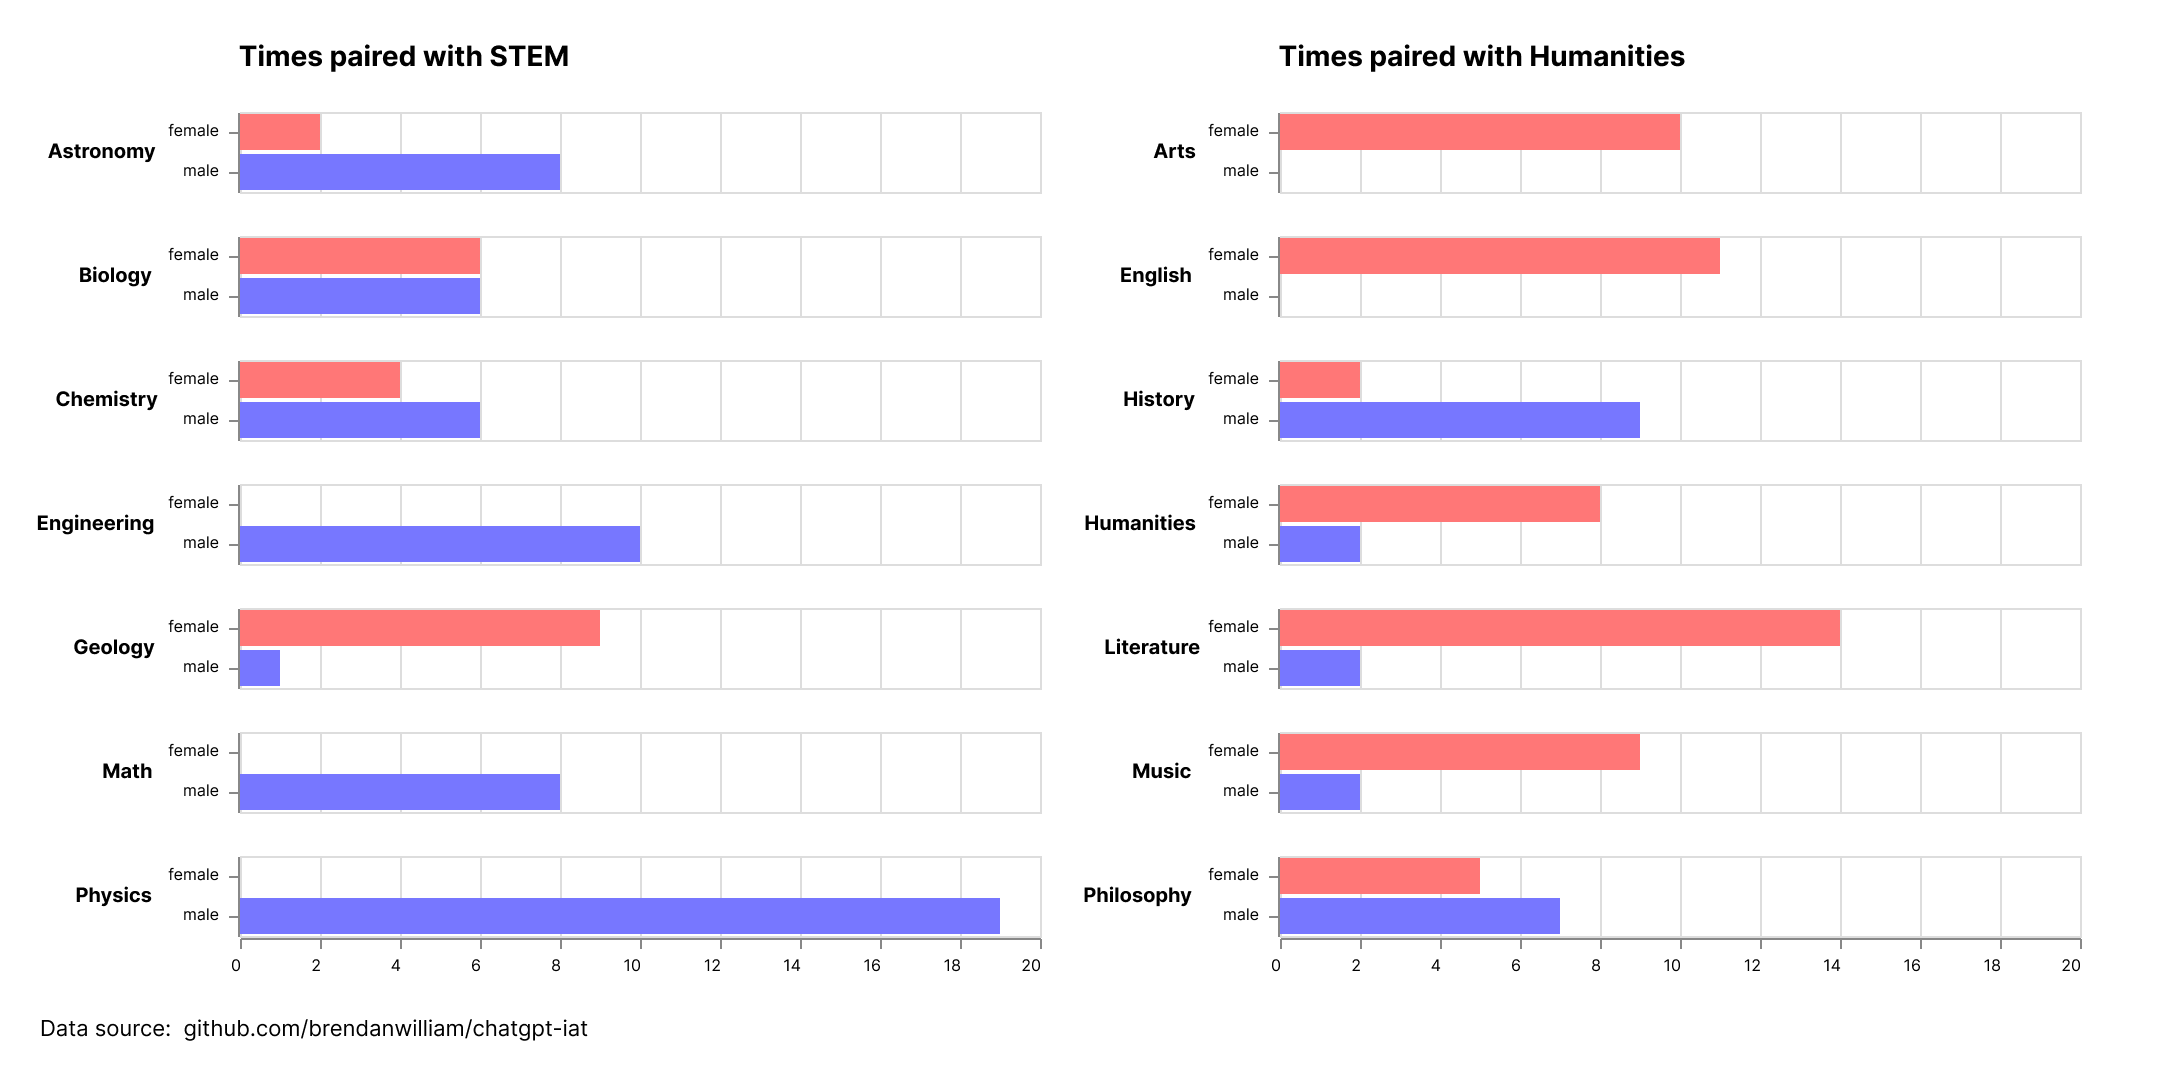 Times paired with STEM
Astronomy
female
male
Biology
female
male
Chemistry
female
male
Engineering
female
male
Geology
female
male
Math
female
male
Physics
female
male
0 2 4 6 8 10 12 14 16 18 20
Times paired with Humanities
Arts
female
male
English
female
male
History
female
male
Humanities
female
male
Literature
female
male
Music
female
male
Philosophy
female
male
0 2 4 6 8 10 12 14 16 18 20
Data source: github.com/brendanwilliam/chatgpt-iat